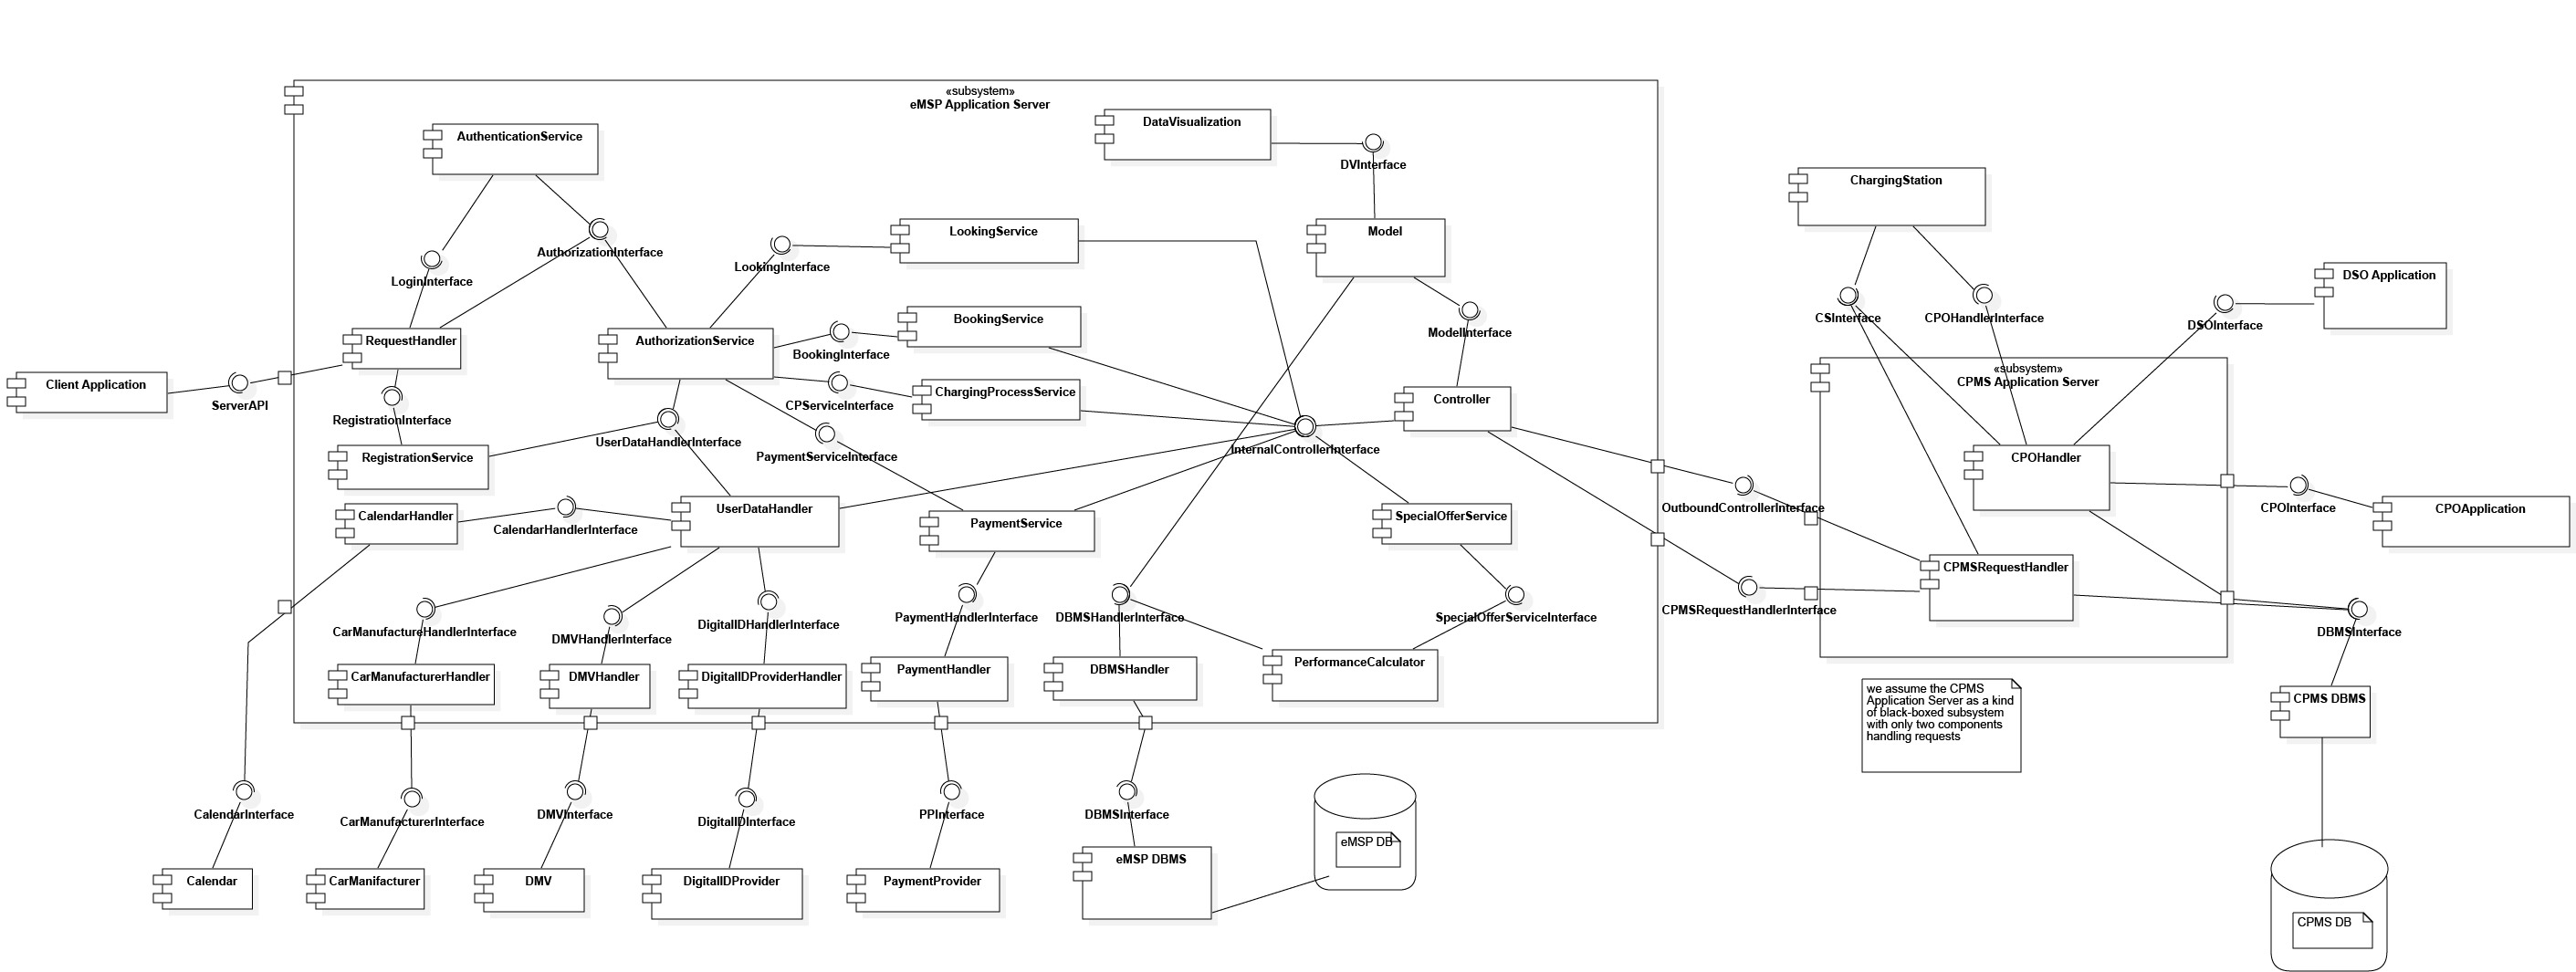 «subsystem»
eMSP Application Server
DataVisualization
AuthenticationService
DVInterface
ChargingStation
LookingService
Model
AuthorizationInterface
LookingInterface
LoginInterface
DSO Application
BookingService
CSInterface
CPOHandlerInterface
DSOInterface
RequestHandler
AuthorizationService
ModelInterface
BookingInterface
«subsystem»
CPMS Application Server
Client Application
ServerAPI
ChargingProcessService
CPServiceInterface
Controller
RegistrationInterface
UserDataHandlerInterface
PaymentServiceInterface
InternalControllerInterface
RegistrationService
CPOHandler
CalendarHandler
CalendarHandlerInterface
UserDataHandler
PaymentService
SpecialOfferService
OutboundControllerInterface
CPOInterface
CPOApplication
CPMSRequestHandler
CarManufactureHandlerInterface
DMVHandlerInterface
DigitalIDHandlerInterface
PaymentHandlerInterface
DBMSHandlerInterface
SpecialOfferServiceInterface
CPMSRequestHandlerInterface
DBMSInterface
CarManufacturerHandler
DMVHandler
DigitalIDProviderHandler
PaymentHandler
DBMSHandler
PerformanceCalculator
we assume the CPMS
Application Server as a kind
of black-boxed subsystem
with only two components
handling requests
CPMS DBMS
CalendarInterface
CarManufacturerInterface
DMVInterface
DigitalIDInterface
PPInterface
DBMSInterface
eMSP DB
Calendar
CarManifacturer
DMV
DigitalIDProvider
PaymentProvider
eMSP DBMS
CPMS DB